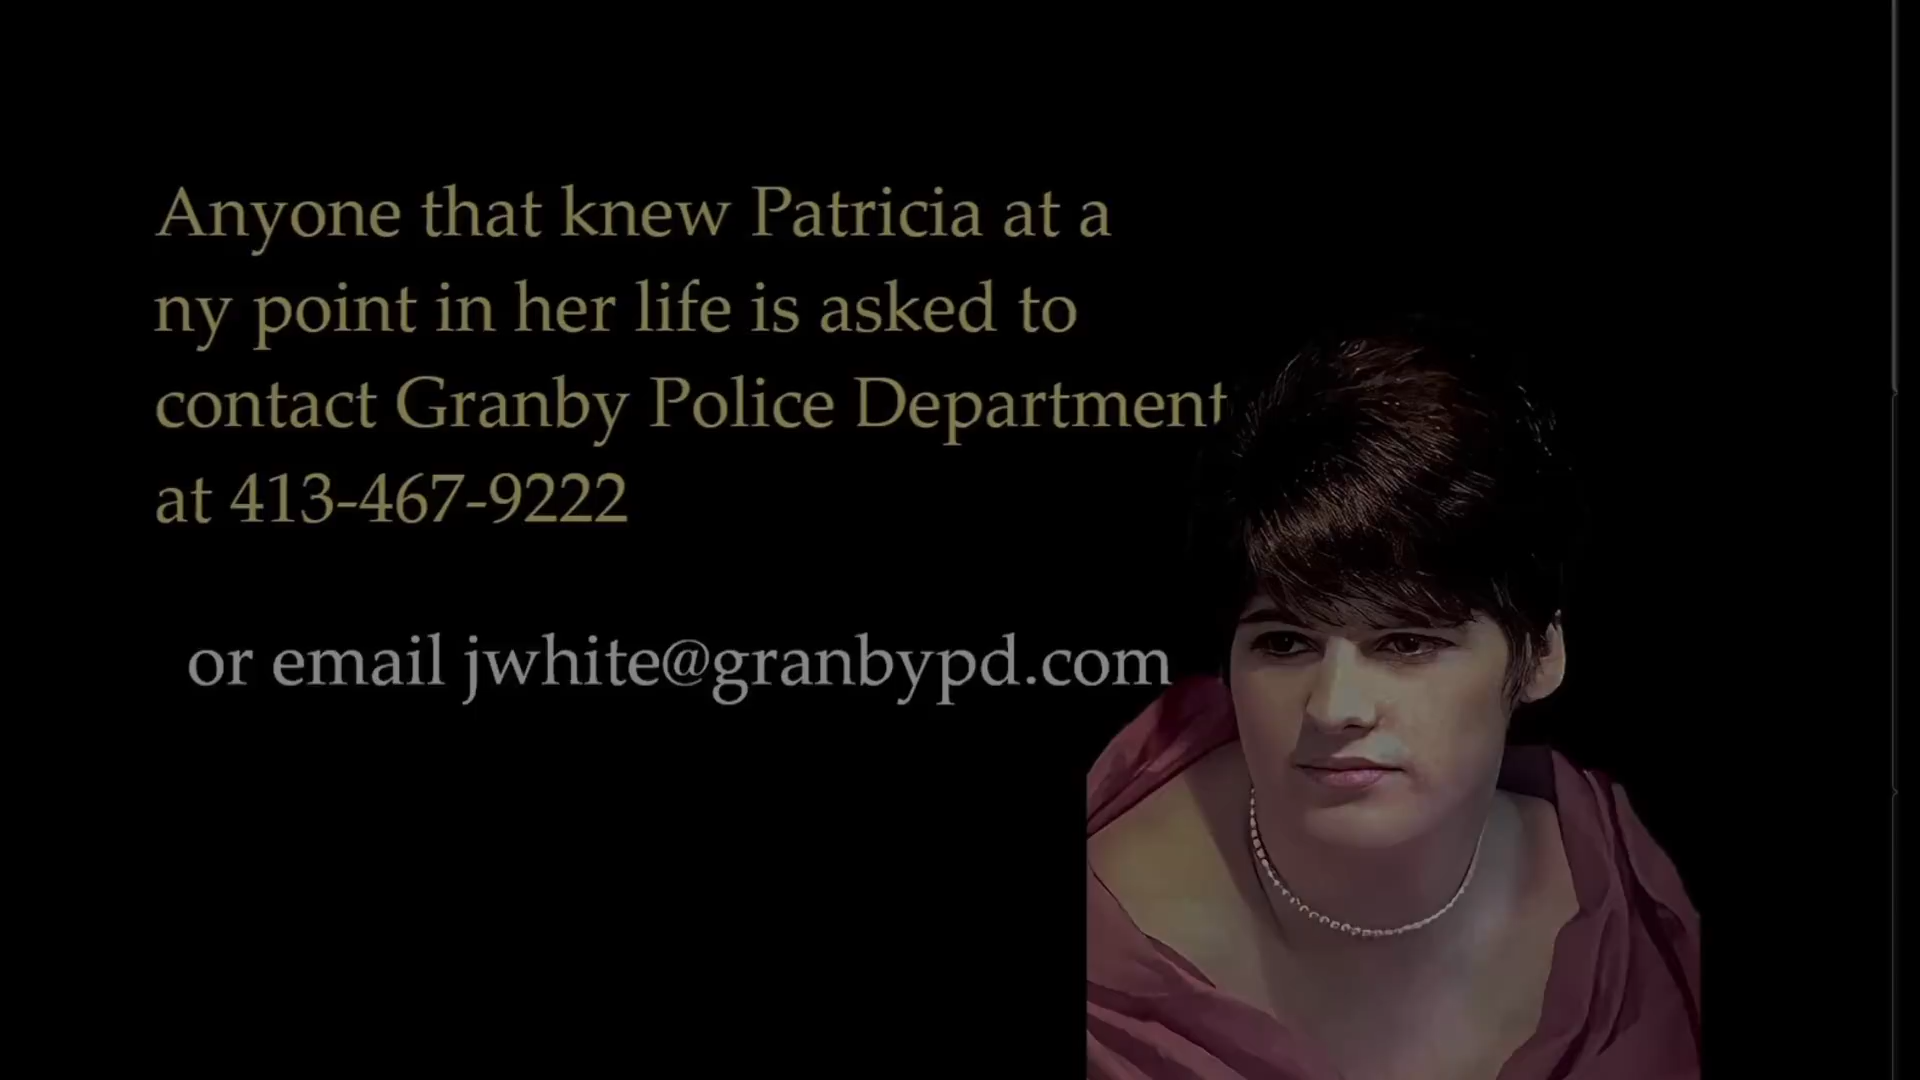 Anyone that knew Patricia at a
ny point in her life is asked to
contact Granby Police Department
at 413-467-9222
or email jwhite@granbypd.com